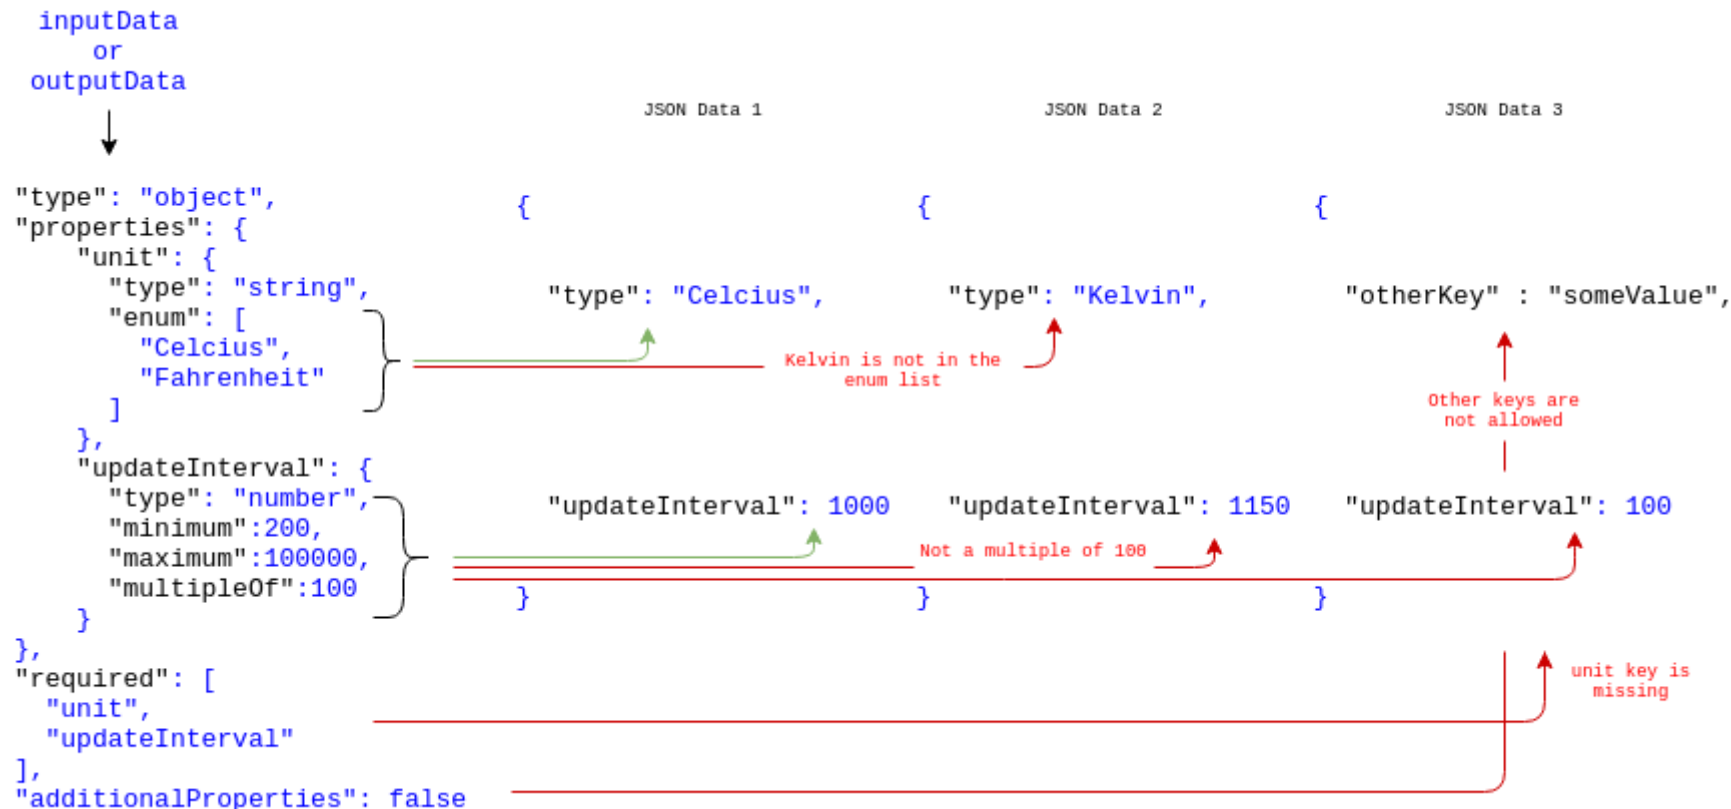 inputData
or
outputData
JSON Data 1
JSON Data 2
JSON Data 3
"type": "object",
"properties": {
"unit": {
"type": "string",
"enum": [
"Celcius",
"Fahrenheit"
]
},
"updateInterval": {
"type": "number",
"minimum":200,
"maximum":100000,
"multipleOf":100
}
},
"required": [
"unit",
"updateInterval"
],
"additionalProperties": false
{
"type": "Celcius",
"updateInterval": 1000
}
{
"type": "Kelvin",
Kelvin is not in the
enum list
"updateInterval": 1150
Not a multiple of 100
}
{
"otherKey" : "someValue",
Other keys are
not allowed
"updateInterval": 100
}
unit key is
missing